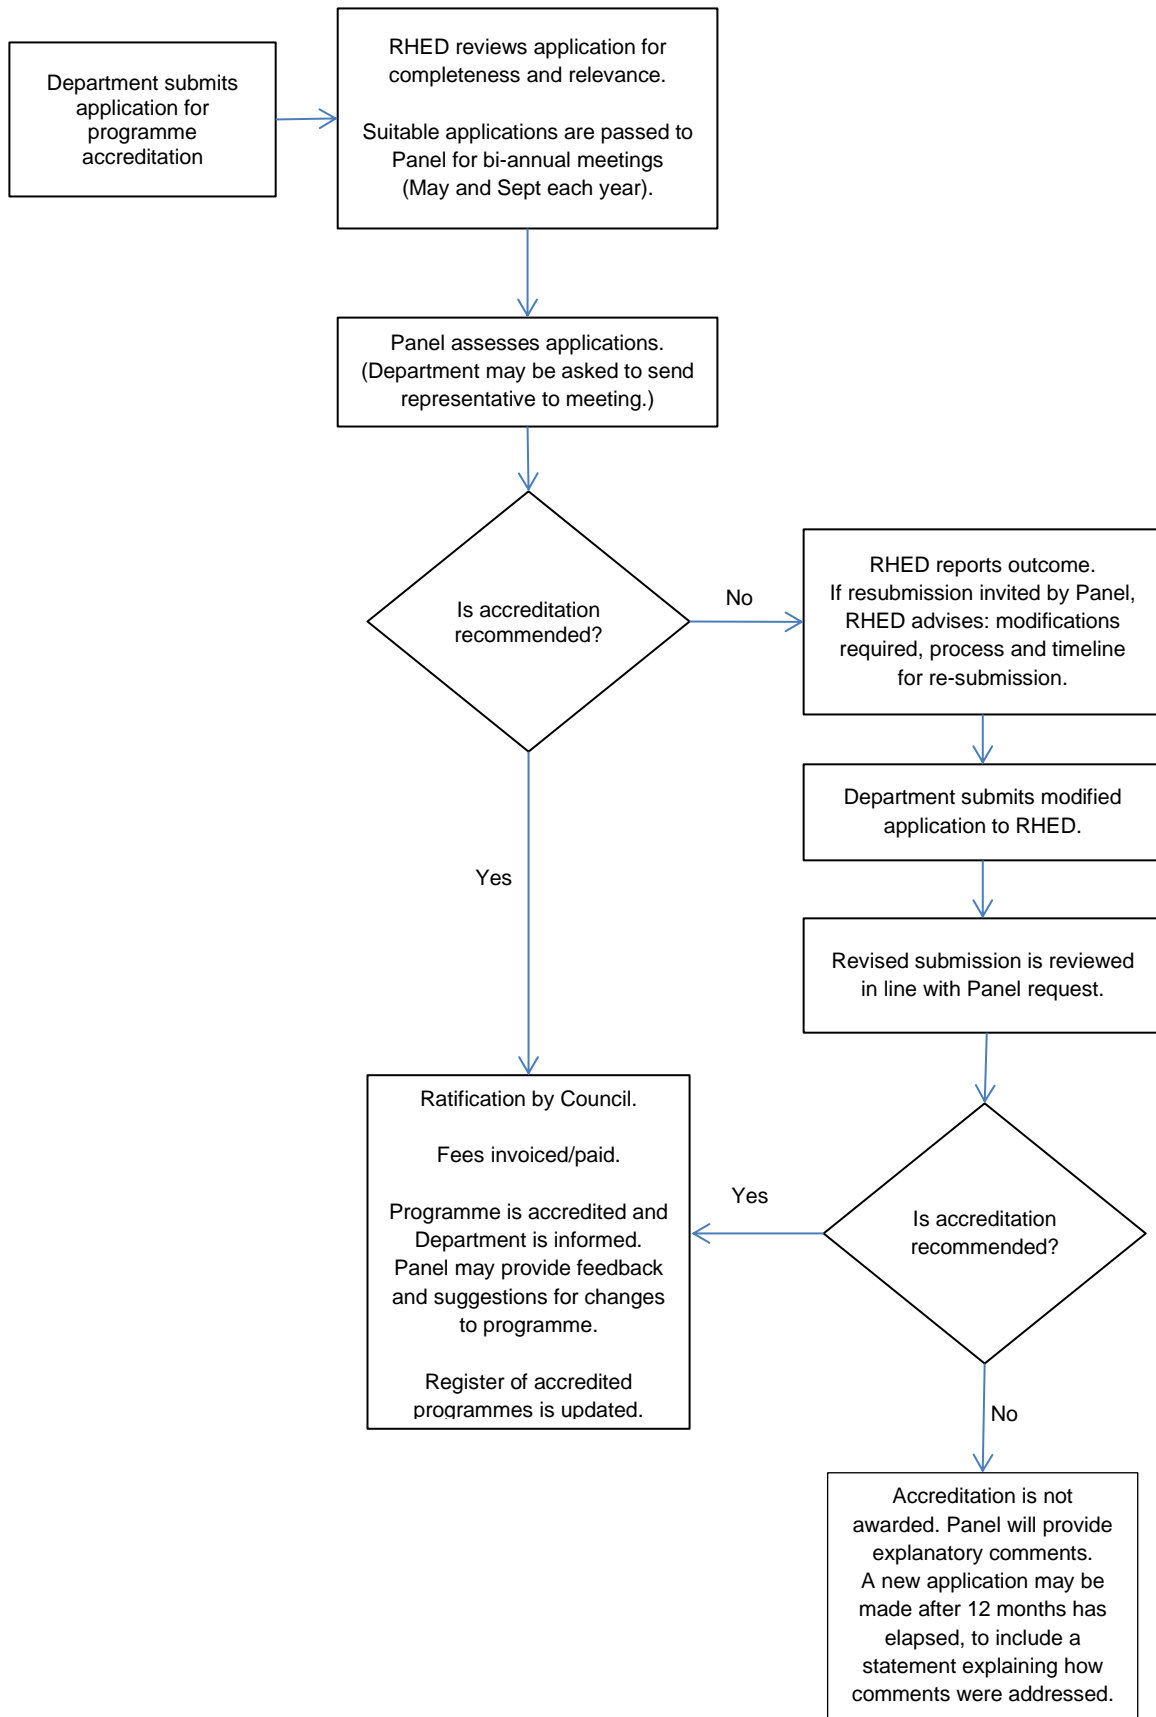 Department submits
application for
programme
accreditation
RHED reviews application for
completeness and relevance.
Suitable applications are passed to
Panel for bi-annual meetings
(May and Sept each year).
Panel assesses applications.
(Department may be asked to send
representative to meeting.)
Is accreditation
recommended?
No
RHED reports outcome.
If resubmission invited by Panel,
RHED advises: modifications
required, process and timeline
for re-submission.
Department submits modified
application to RHED.
Yes
Revised submission is reviewed
in line with Panel request.
Ratification by Council.
Fees invoiced/paid.
Programme is accredited and
Department is informed.
Panel may provide feedback
and suggestions for changes
to programme.
Register of accredited
programmes is updated.
Yes
Is accreditation
recommended?
No
Accreditation is not
awarded. Panel will provide
explanatory comments.
A new application may be
made after 12 months has
elapsed, to include a
statement explaining how
comments were addressed.